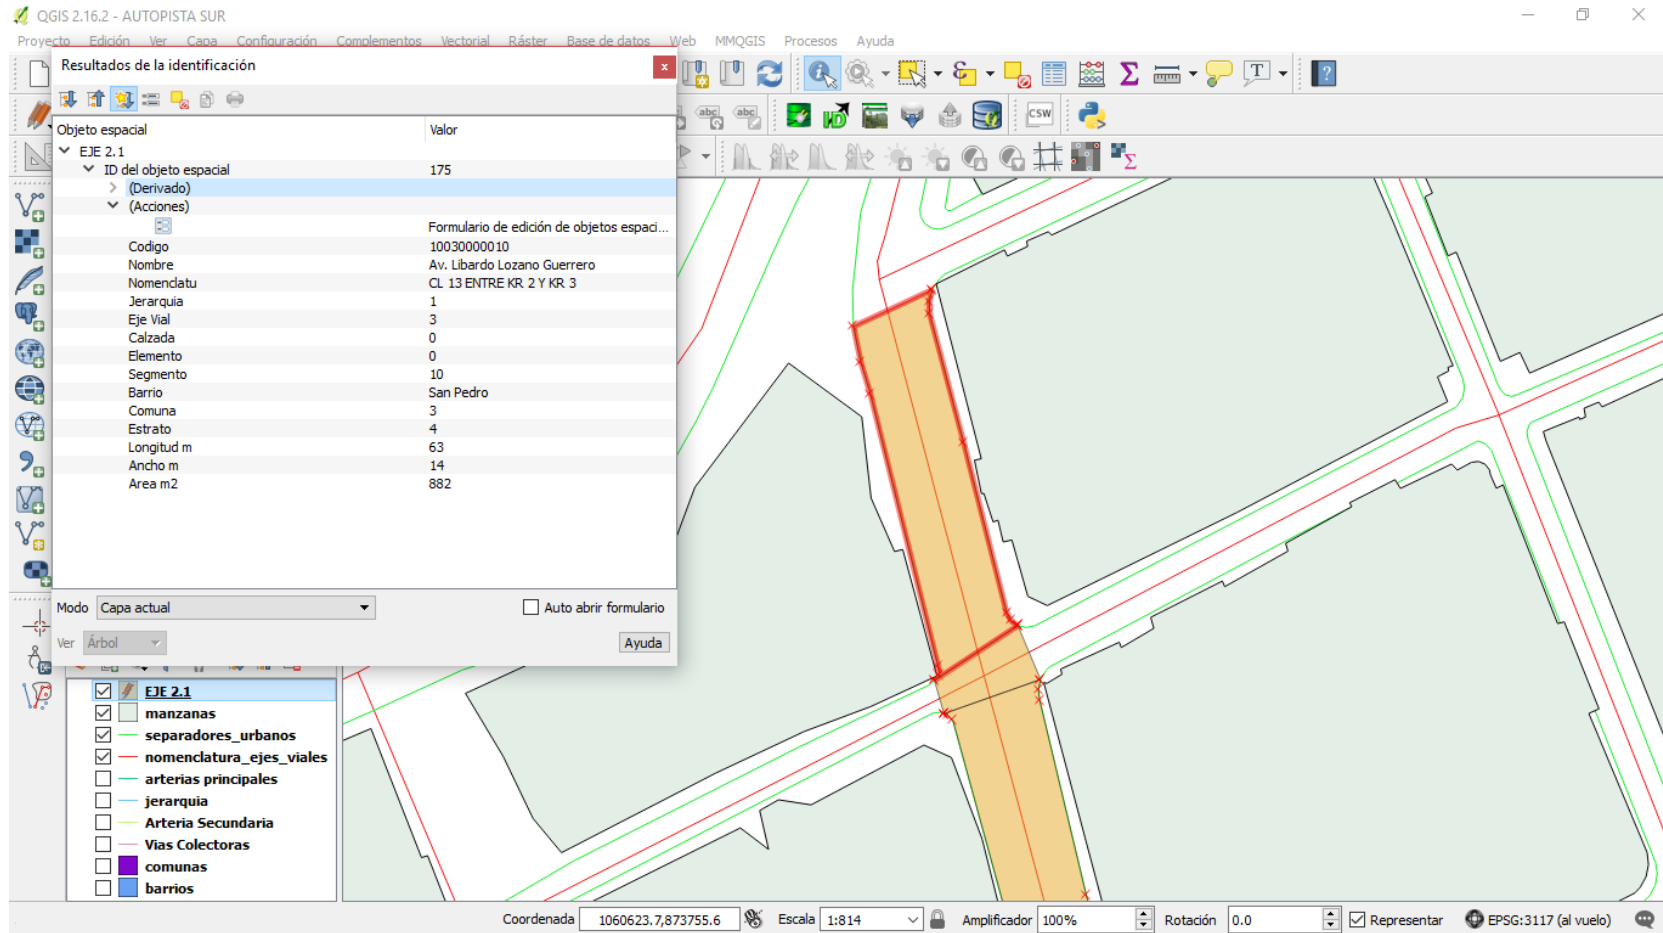 QGIS 2.16.2 - AUTOPISTA SUR
Proyecto Edición Ver Capa Configuración Complementos Vectorial Ráster Base de datos Web MMQGIS Procesos Ayuda
Resultados de la identificación
x
abc abc CSW
Objeto espacial Valor
EJE 2.1
ID del objeto espacial 175
(Derivado)
(Acciones)
Formulario de edición de objetos espaci...
Codigo 10030000010
Nombre Av. Libardo Lozano Guerrero
Nomenclatu CL 13 ENTRE KR 2 Y KR 3
Jerarquia 1
Eje Vial 3
Calzada 0
Elemento 0
Segmento 10
Barrio San Pedro
Comuna 3
Estrato 4
Longitud m 63
Ancho m 14
Area m2 882
Modo Capa actual Auto abrir formulario
Ver Árbol Ayuda
EJE 2.1
manzanas
separadores_urbanos
nomenclatura_ejes_viales
arterias principales
jerarquia
Arteria Secundaria
Vias Colectoras
comunas
barrios
Coordenada 1060623.7,873755.6 Escala 1:814 Amplificador 100% Rotación 0.0 Representar EPSG:3117 (al vuelo)